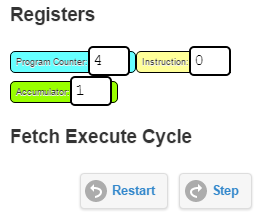 Registers
Program Counter: 4 Instruction: 0
Accumulator: 1
Fetch Execute Cycle
Restart Step